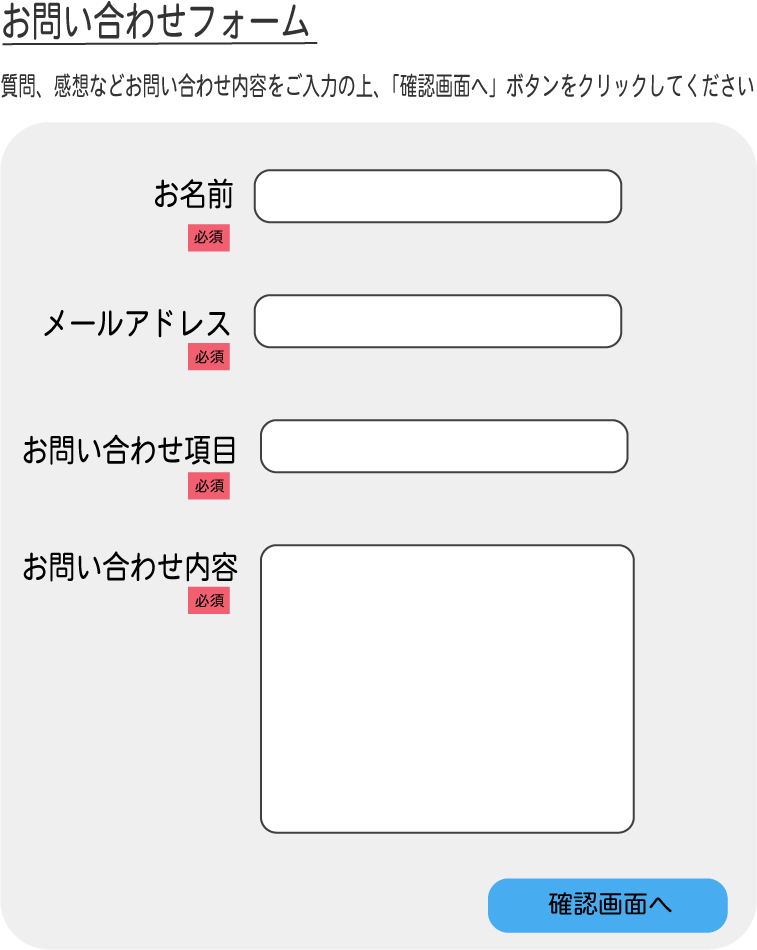 お問い合わせフォーム
質問、感想などお問い合わせ内容をご入力の上、「確認画面へ」ボタンをクリックしてください
お名前
必須
メールアドレス
必須
お問い合わせ項目
必須
お問い合わせ内容
必須
確認画面へ